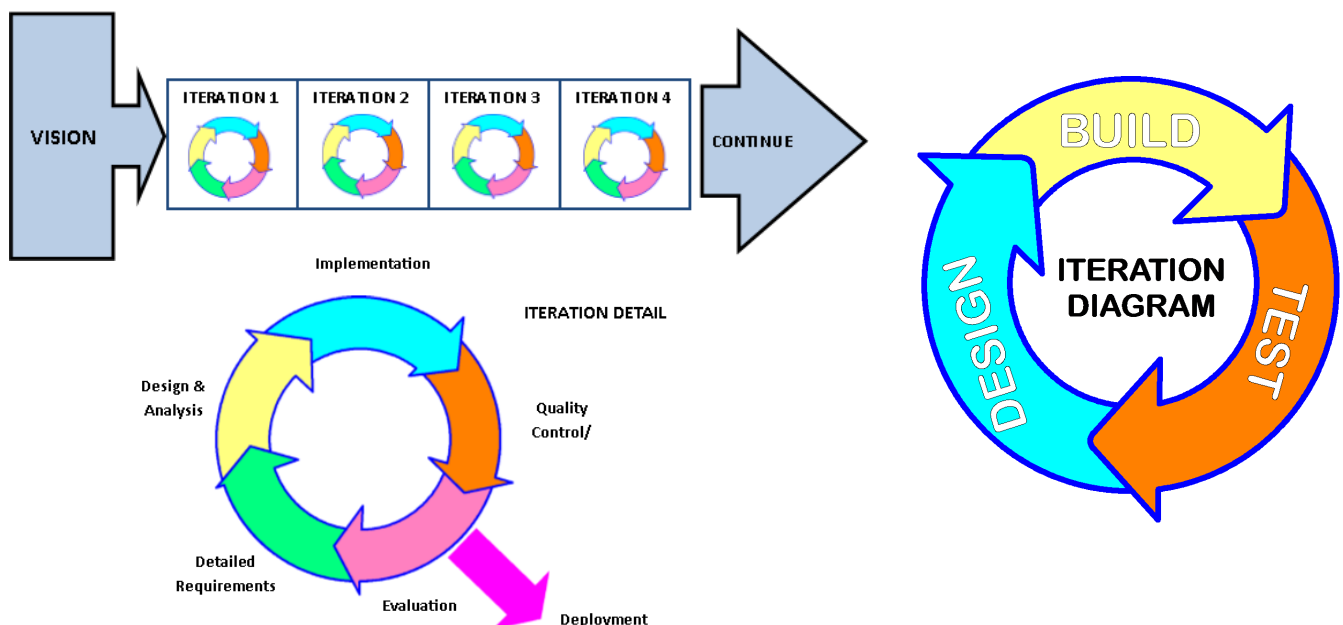 VISION
ITERATION 1
ITERATION 2
ITERATION 3
ITERATION 4
CONTINUE
Implementation
ITERATION DETAIL
Design &
Analysis
Quality
Control/
Detailed
Requirements
Evaluation
Deployment
BUILD
TEST
DESIGN
ITERATION
DIAGRAM